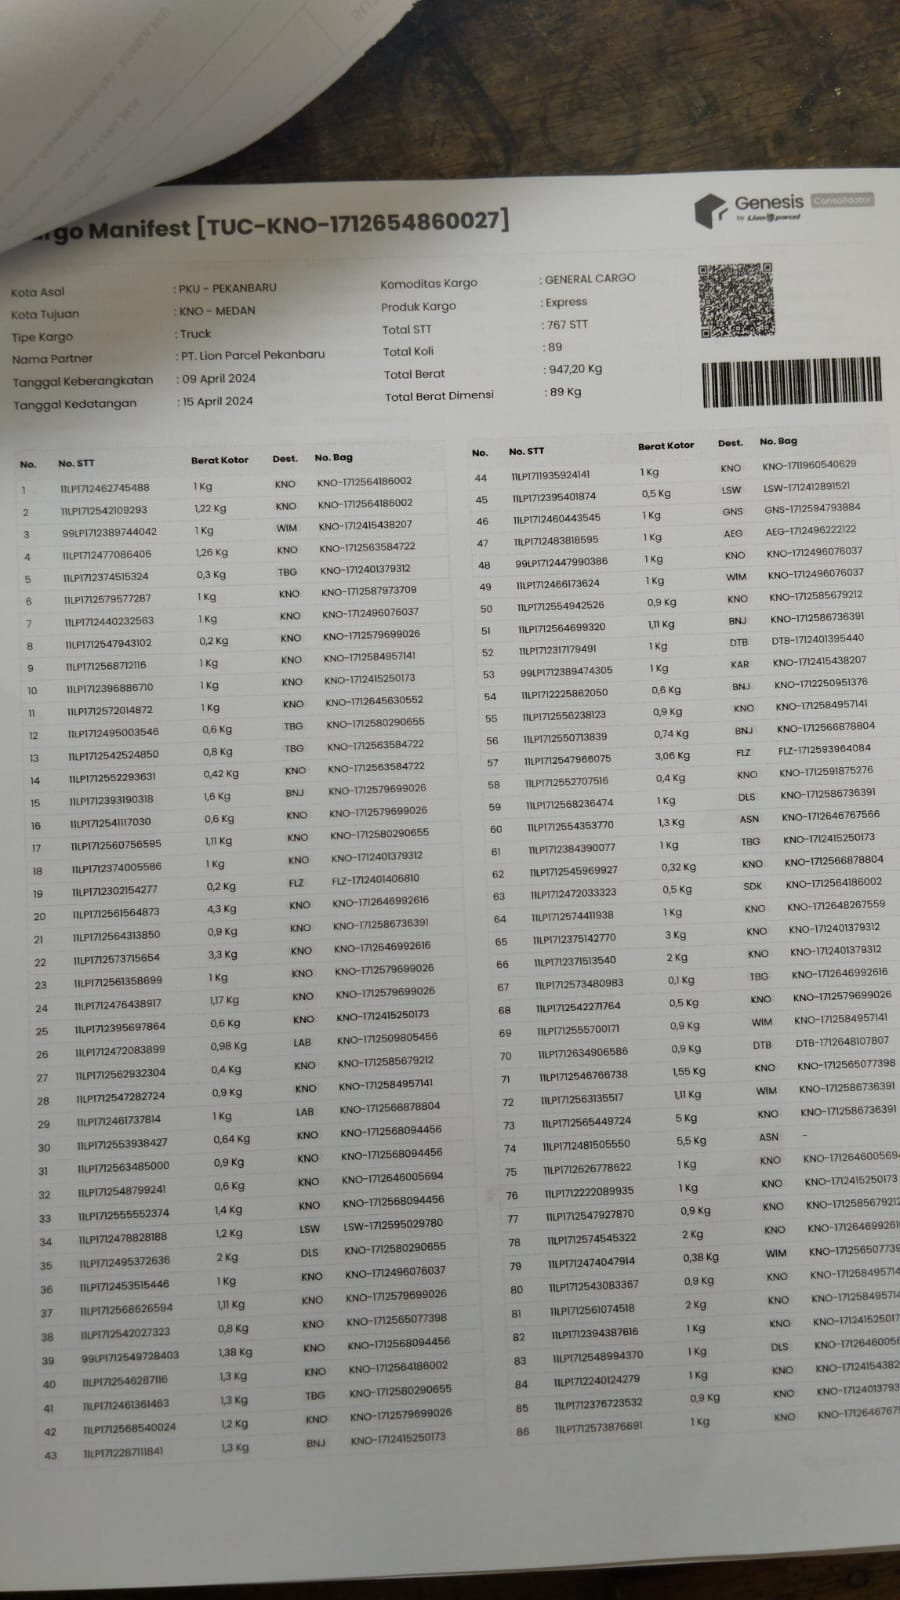 rgo Manifest [TUC-KNO-1712654860027]
Genesis Consolidator
by Lion parcel
Kota Asal : PKU - PEKANBARU
Kota Tujuan : KNO - MEDAN
Tipe Kargo : Truck
Nama Partner : PT. Lion Parcel Pekanbaru
Tanggal Keberangkatan : 09 April 2024
Tanggal Kedatangan : 15 April 2024
Komoditas Kargo : GENERAL CARGO
Produk Kargo : Express
Total STT : 767 STT
Total Koli : 89
Total Berat : 947,20 Kg
Total Berat Dimensi : 89 Kg
No. No. STT Berat Kotor Dest. No. Bag
1 11LP1712462745488 1 Kg KNO KNO-1712564186002
2 11LP1712542109293 1,22 Kg KNO KNO-1712564186002
3 99LP1712389744042 1 Kg WIM KNO-1712415438207
4 11LP1712477086406 1,26 Kg KNO KNO-1712563584722
5 11LP1712374515324 0,3 Kg TBG KNO-1712401379312
6 11LP1712579577287 1 Kg KNO KNO-1712587973709
7 11LP1712440232563 1 Kg KNO KNO-1712496076037
8 11LP1712547943102 0,2 Kg KNO KNO-1712579699026
9 11LP1712568712116 1 Kg KNO KNO-1712584957141
10 11LP1712396886710 1 Kg KNO KNO-1712415250173
11 11LP1712572014872 1 Kg KNO KNO-1712645630552
12 11LP1712495003546 0,6 Kg TBG KNO-1712580290655
13 11LP1712542524850 0,8 Kg TBG KNO-1712563584722
14 11LP1712552293631 0,42 Kg KNO KNO-1712563584722
15 11LP1712393190318 1,6 Kg BNJ KNO-1712579699026
16 11LP1712541117030 0,6 Kg KNO KNO-1712579699026
17 11LP1712560756595 1,11 Kg KNO KNO-1712580290655
18 11LP1712374005586 1 Kg KNO KNO-1712401379312
19 11LP1712302154277 0,2 Kg FLZ FLZ-1712401406810
20 11LP1712561564873 4,3 Kg KNO KNO-1712646992616
21 11LP1712564313850 0,9 Kg KNO KNO-1712586736391
22 11LP1712573715654 3,3 Kg KNO KNO-1712646992616
23 11LP1712561358699 1 Kg KNO KNO-1712579699026
24 11LP1712476438917 1,17 Kg KNO KNO-1712579699026
25 11LP1712395697864 0,6 Kg KNO KNO-1712415250173
26 11LP1712472083899 0,98 Kg LAB KNO-1712509805456
27 11LP1712562932304 0,4 Kg KNO KNO-1712585679212
28 11LP1712547282724 0,9 Kg KNO KNO-1712584957141
29 11LP1712461737814 1 Kg LAB KNO-1712566878804
30 11LP1712553938427 0,64 Kg KNO KNO-1712568094456
31 11LP1712563485000 0,9 Kg KNO KNO-1712568094456
32 11LP1712548799241 0,6 Kg KNO KNO-1712646005694
33 11LP1712555552374 1,4 Kg KNO KNO-1712568094456
34 11LP1712478828188 1,2 Kg LSW LSW-1712595029780
35 11LP1712495372636 2 Kg DLS KNO-1712580290655
36 11LP1712453515446 1 Kg KNO KNO-1712496076037
37 11LP1712568626594 1,11 Kg KNO KNO-1712579699026
38 11LP1712542027323 0,8 Kg KNO KNO-1712565077398
39 99LP1712549728403 1,38 Kg KNO KNO-1712568094456
40 11LP1712546287116 1,3 Kg KNO KNO-1712564186002
41 11LP1712461361463 1,3 Kg TBG KNO-1712580290655
42 11LP1712568540024 1,2 Kg KNO KNO-1712579699026
43 11LP1712287111841 1,3 Kg BNJ KNO-1712415250173
No. No. STT Berat Kotor Dest. No. Bag
44 11LP1711935924141 1 Kg KNO KNO-1711960540629
45 11LP1712395401874 0,5 Kg LSW LSW-1712412891521
46 11LP1712460443545 1 Kg GNS GNS-1712594793884
47 11LP1712483818595 1 Kg AEG AEG-1712496222122
48 99LP1712447990386 1 Kg KNO KNO-1712496076037
49 11LP1712466173624 1 Kg WIM KNO-1712496076037
50 11LP1712554942526 0,9 Kg KNO KNO-1712585679212
51 11LP1712564699320 1,11 Kg BNJ KNO-1712586736391
52 11LP1712317179491 1 Kg DTB DTB-1712401395440
53 99LP1712389474305 1 Kg KAR KNO-1712415438207
54 11LP1712225862050 0,6 Kg BNJ KNO-1712250951376
55 11LP1712556238123 0,9 Kg KNO KNO-1712584957141
56 11LP1712550713839 0,74 Kg BNJ KNO-1712566878804
57 11LP1712547966075 3,06 Kg FLZ FLZ-1712593964084
58 11LP1712552707516 0,4 Kg KNO KNO-1712591875276
59 11LP1712568236474 1 Kg DLS KNO-1712586736391
60 11LP1712554353770 1,3 Kg ASN KNO-1712646767566
61 11LP1712384390077 1 Kg TBG KNO-1712415250173
62 11LP1712545969927 0,32 Kg KNO KNO-1712566878804
63 11LP1712472033323 0,5 Kg SDK KNO-1712564186002
64 11LP1712574411938 1 Kg KNO KNO-1712648267559
65 11LP1712375142770 3 Kg KNO KNO-1712401379312
66 11LP1712371513540 2 Kg KNO KNO-1712401379312
67 11LP1712573480983 0,1 Kg TBG KNO-1712646992616
68 11LP1712542271764 0,5 Kg KNO KNO-1712579699026
69 11LP1712555700171 0,9 Kg WIM KNO-1712584957141
70 11LP1712634906586 0,9 Kg DTB DTB-1712648107807
71 11LP1712546766738 1,55 Kg KNO KNO-1712565077398
72 11LP1712563135517 1,11 Kg WIM KNO-1712586736391
73 11LP1712565449724 5 Kg KNO KNO-1712586736391
74 11LP1712481505550 5,5 Kg ASN -
75 11LP1712626778622 1 Kg KNO KNO-1712646005694
76 11LP1712222089935 1 Kg KNO KNO-1712415250173
77 11LP1712547927870 0,9 Kg KNO KNO-1712585679212
78 11LP1712574545322 2 Kg KNO KNO-171264699261
79 11LP1712474047914 0,38 Kg WIM KNO-17125650773
80 11LP1712543083367 0,9 Kg KNO KNO-17125849571
81 11LP1712561074518 2 Kg KNO KNO-17125849571
82 11LP1712394387616 1 Kg KNO KNO-17124152501
83 11LP1712548994370 1 Kg DLS KNO-1712646005
84 11LP1712240124279 1 Kg KNO KNO-1712415438
85 11LP1712376723532 0,9 Kg KNO KNO-171240137
86 11LP1712573876691 1 Kg KNO KNO-17126467